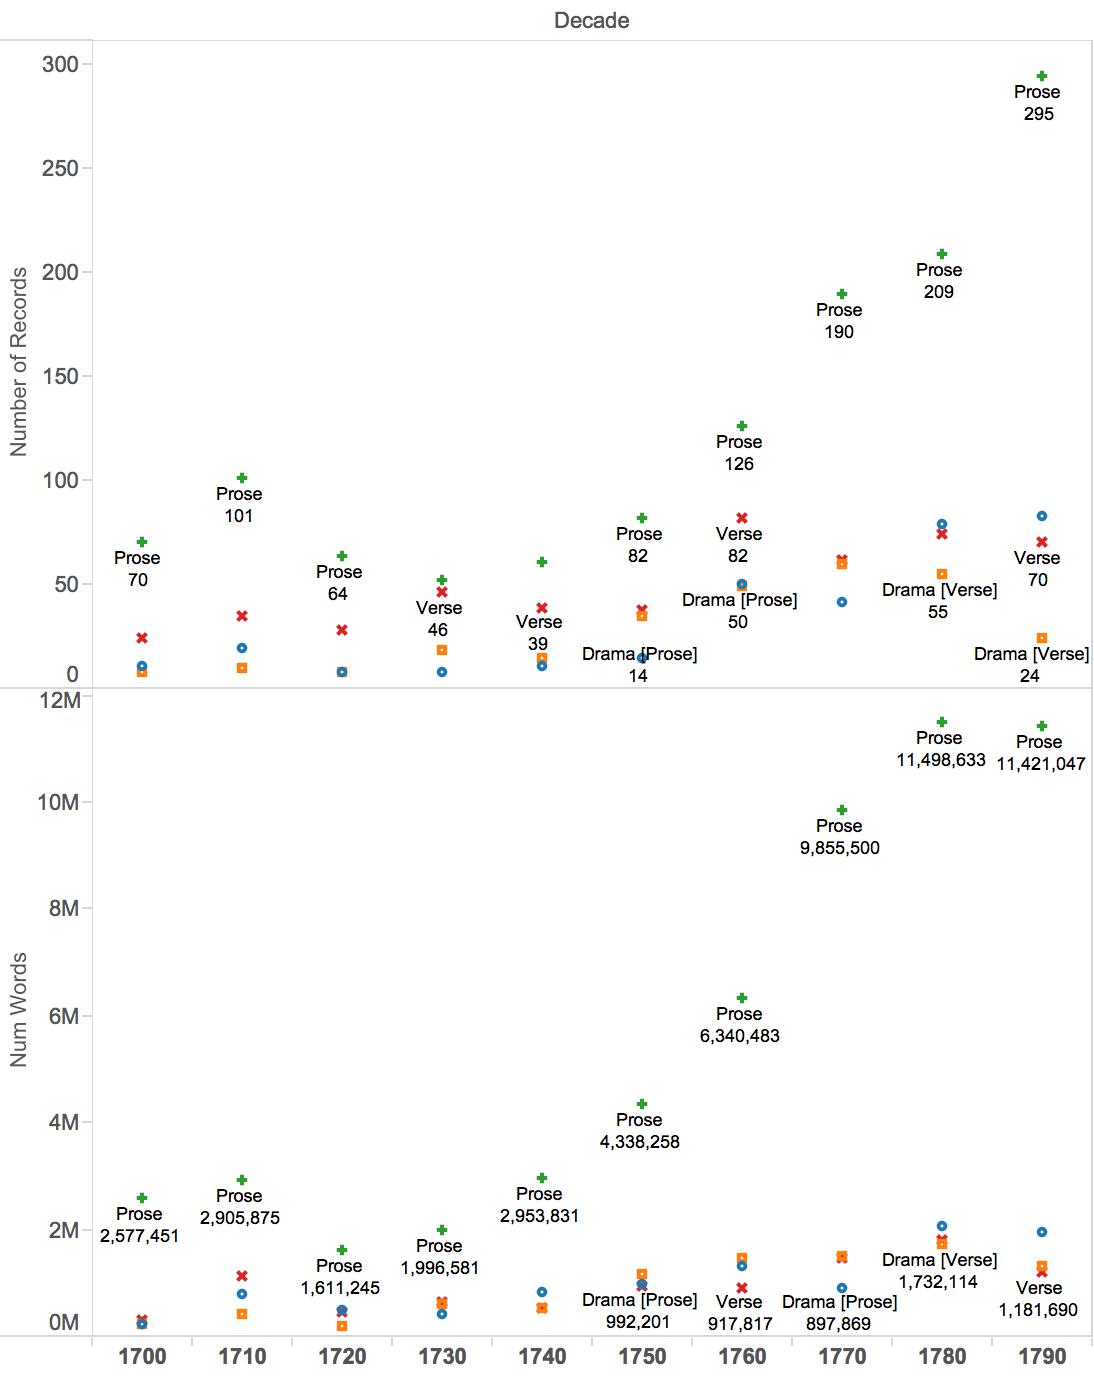 Decade
300
Prose
295
250
Prose
209
200
Prose
190
Number of Records
150
Prose
126
100
Prose
101
Prose
82
Verse
82
Prose
70
Prose
64
Verse
70
50
Verse
46
Verse
39
Drama [Prose]
50
Drama [Verse]
55
Drama [Prose]
14
Drama [Verse]
24
0
12M
Prose
11,498,633
Prose
11,421,047
10M
Prose
9,855,500
8M
Num Words
6M
Prose
6,340,483
4M
Prose
4,338,258
Prose
2,577,451
Prose
2,905,875
Prose
2,953,831
2M
Prose
1,611,245
Prose
1,996,581
Drama [Verse]
1,732,114
Drama [Prose]
992,201
Verse
917,817
Drama [Prose]
897,869
Verse
1,181,690
0M
1700 1710 1720 1730 1740 1750 1760 1770 1780 1790